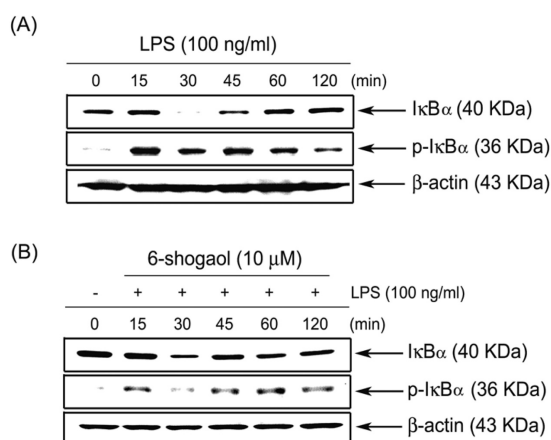 (A)
LPS (100 ng/ml)
0 15 30 45 60 120 (min)
IκBα (40 KDa)
p-IκBα (36 KDa)
β-actin (43 KDa)
(B)
6-shogaol (10 μM)
- + + + + + LPS (100 ng/ml)
0 15 30 45 60 120 (min)
IκBα (40 KDa)
p-IκBα (36 KDa)
β-actin (43 KDa)